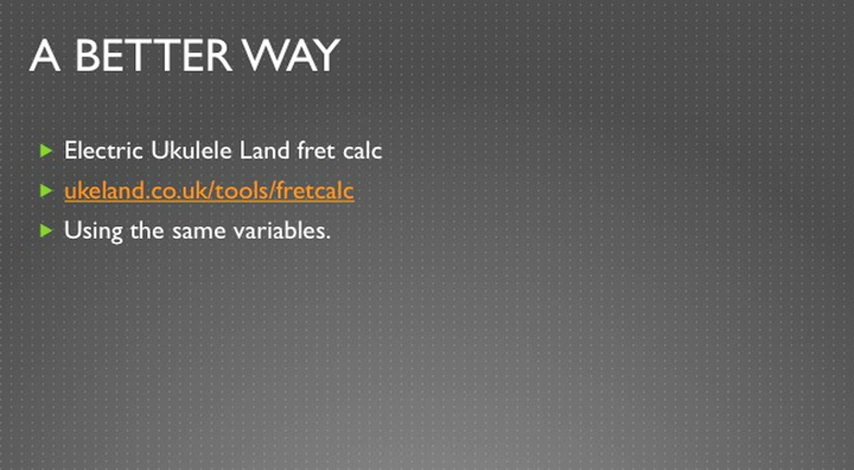 A BETTER WAY
Electric Ukulele Land fret calc
ukeland.co.uk/tools/fretcalc
Using the same variables.